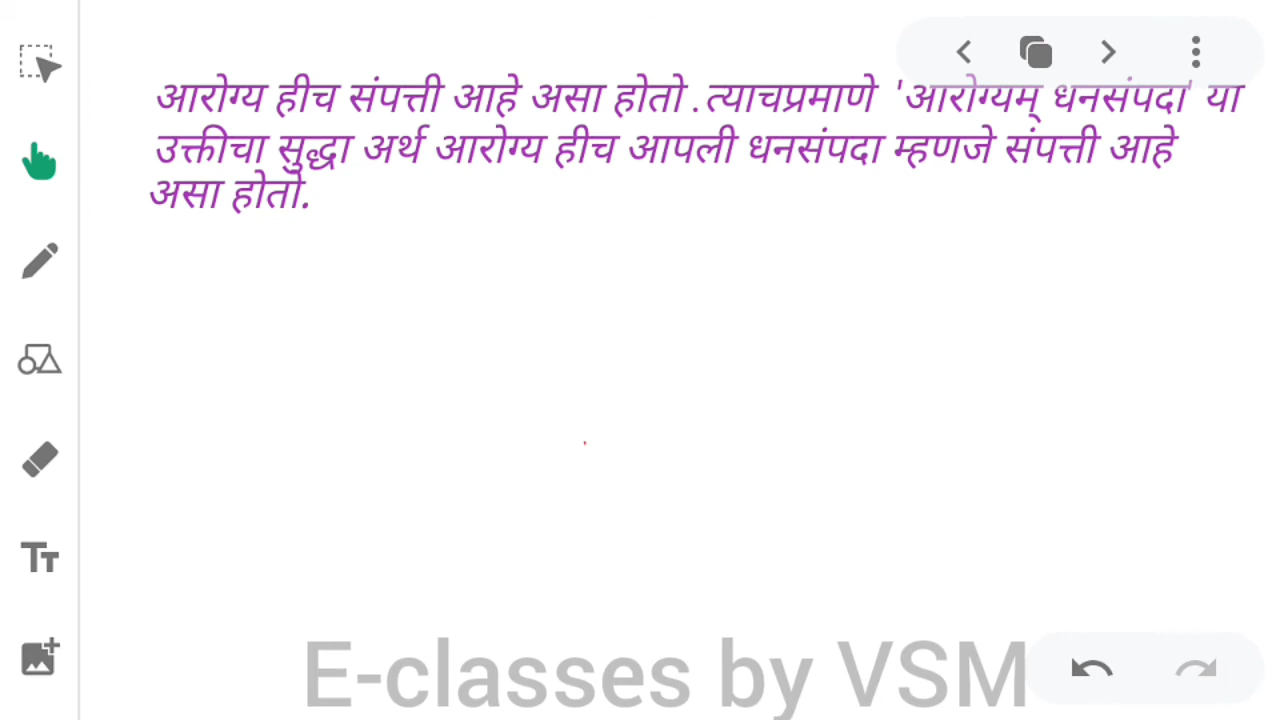 आरोग्य हीच संपत्ती आहे असा होतो .त्याचप्रमाणे 'आरोग्यम् धनसंपदा' या
उक्तीचा सुद्धा अर्थ आरोग्य हीच आपली धनसंपदा म्हणजे संपत्ती आहे
असा होतो.
Tт
E-classes by VSM